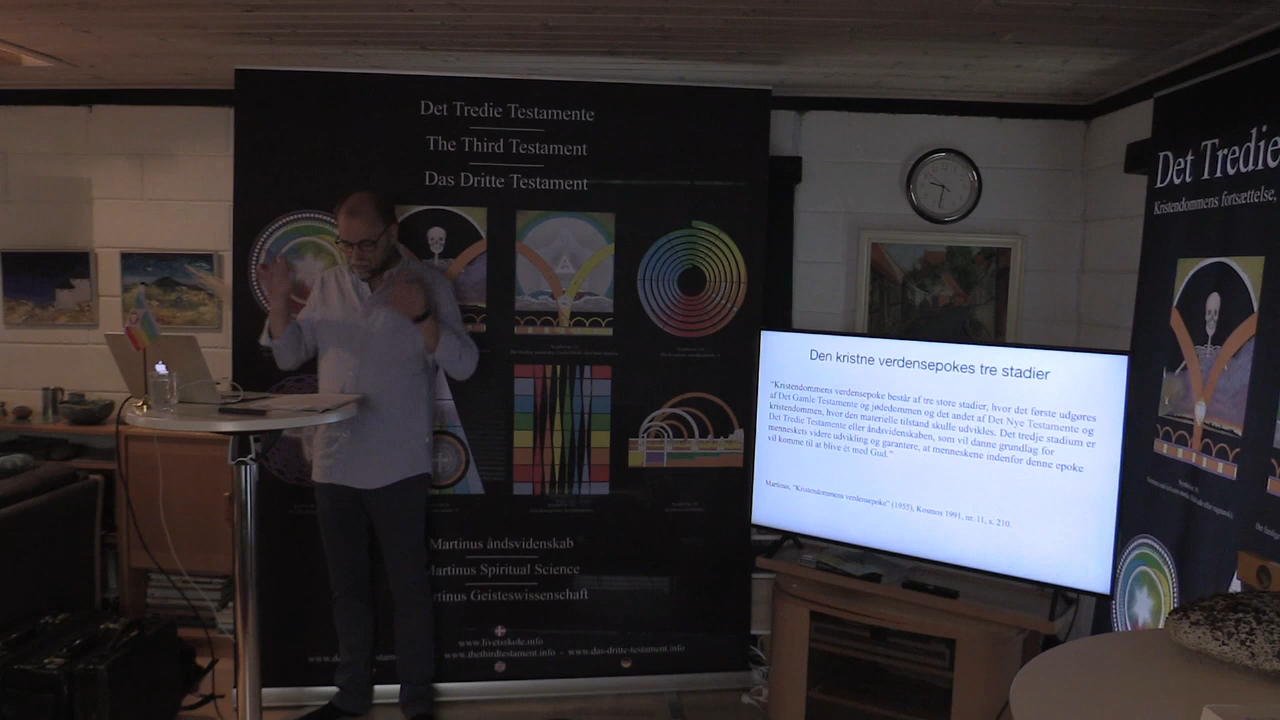 Det Tredie Testamente
The Third Testament
Das Dritte Testament
Martinus åndsvidenskab
Martinus Spiritual Science
rtinus Geisteswissenschaft
www.livetsskole.info
www.thethirdtestament.info - www.das-dritte-testament.info
Den kristne verdensepokes tre stadier
"Kristendommens verdensepoke består af tre store stadier, hvor det første udgøres
af Det Gamle Testamente og jødedommen og det andet af Det Nye Testamente og
kristendommen, hvor den materielle tilstand skulle udvikles. Det tredje stadium er
Det Tredie Testamente eller åndsvidenskaben, som vil danne grundlag for
menneskets videre udvikling og garantere, at menneskene indenfor denne epoke
vil komme til at blive ét med Gud."
Martinus, "Kristendommens verdensepoke" (1955), Kosmos 1991, nr. 11, s. 210.
Det Tredie
Kristendommens fortsættelse,